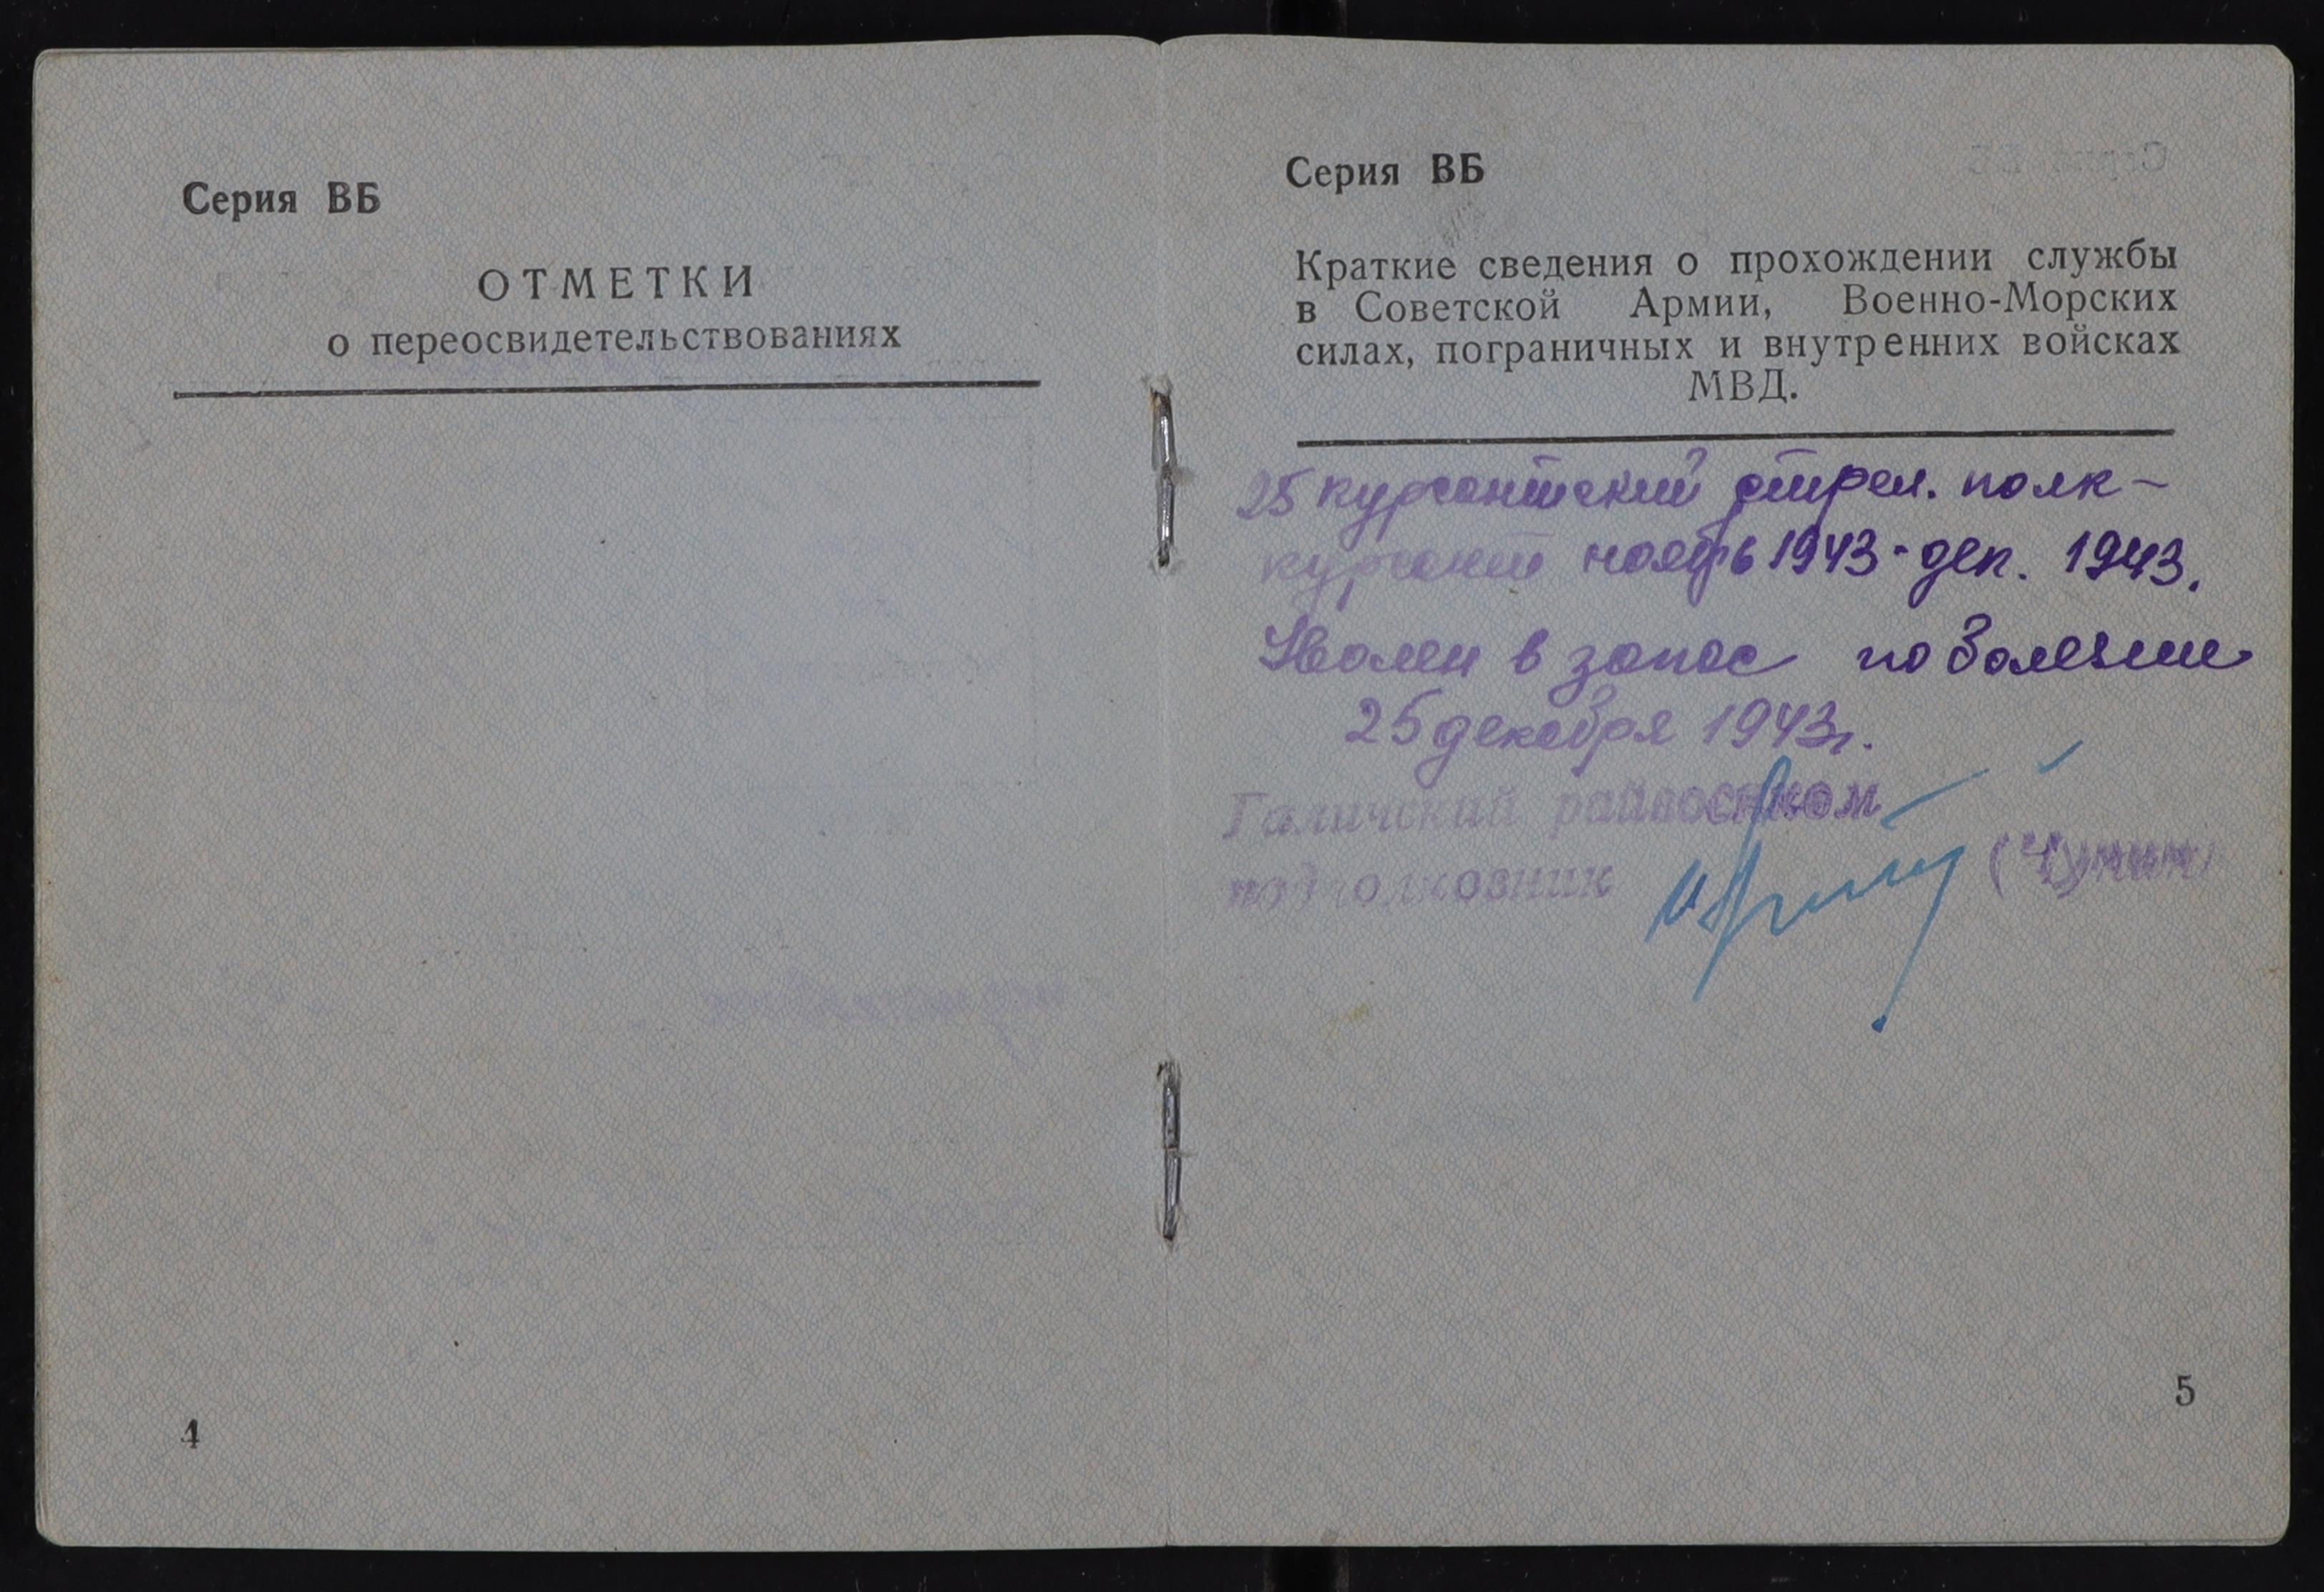 Серия ВБ
ОТМЕТКИ
о переосвидетельствованиях
4
Серия ВБ
Краткие сведения о прохождении службы
в Советской Армии, Военно-Морских
силах, пограничных и внутренних войсках
МВД.
25 курсантский стрел. полк –
курсант ноябрь 1943 - дек. 1943.
Уволен в запас по болезни
25 декабря 1943г.
Галичский райвоенком
подполковник
5